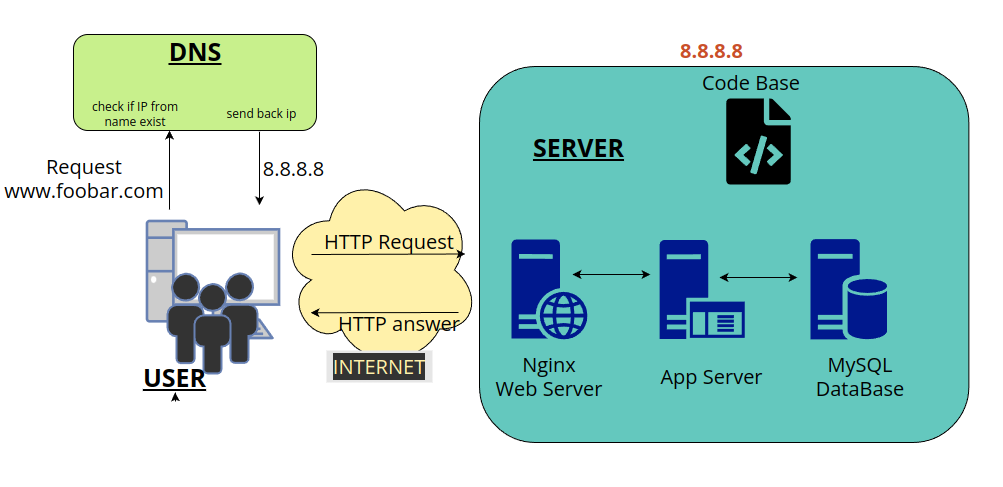 DNS
check if IP from
name exist
send back ip
Request
www.foobar.com
8.8.8.8
USER
HTTP Request
HTTP answer
INTERNET
8.8.8.8
Code Base
</>
SERVER
Nginx
Web Server
App Server
MySQL
DataBase